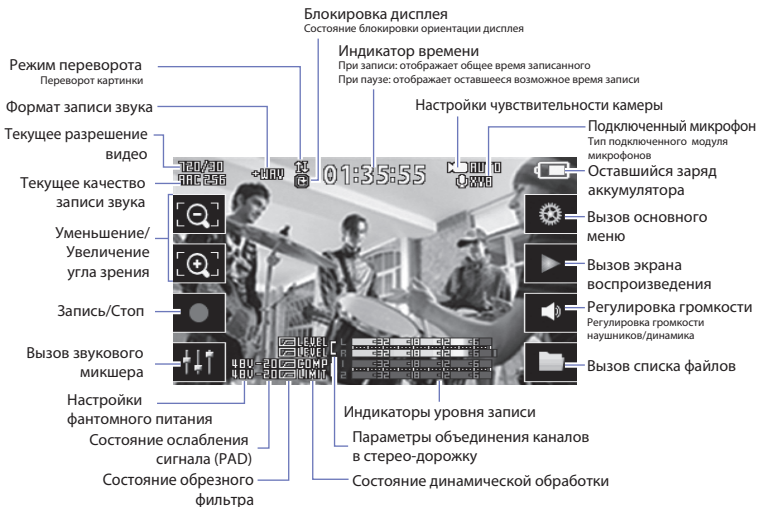 Блокировка дисплея
Состояние блокировки ориентации дисплея
Индикатор времени
При записи: отображает общее время записанного
При паузе: отображает оставшееся возможное время записи
Режим переворота
Переворот картинки
Формат записи звука
Настройки чувствительности камеры
Текущее разрешение
видео
Подключенный микрофон
Тип подключенного модуля
микрофонов
720/30
+WAV
01:35:55
AUTO
AAC 256
XYQ
Оставшийся заряд
аккумулятора
Текущее качество
записи звука
Вызов основного
меню
Уменьшение/
Увеличение
угла зрения
Вызов экрана
воспроизведения
Запись/Стоп
Регулировка громкости
Регулировка громкости
наушников/динамика
Вызов звукового
микшера
LEVEL L
LEVEL R
48V -20 COMP 1
48V -20 LIMIT 2
Вызов списка файлов
Настройки
фантомного питания
Индикаторы уровня записи
Состояние ослабления
сигнала (PAD)
Параметры объединения каналов
в стерео-дорожку
Состояние обрезного
фильтра
Состояние динамической обработки